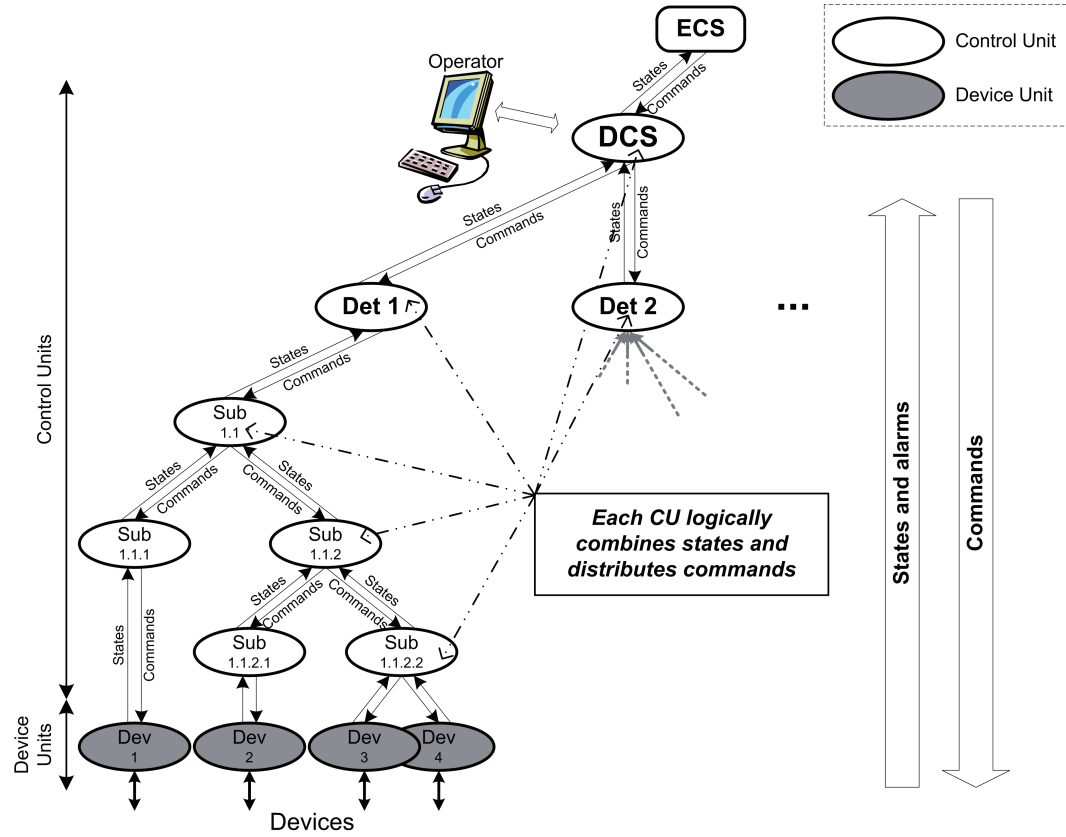 ECS
Control Unit
Device Unit
Operator
States
Commands
DCS
States
Commands
States
Commands
Det 1
Det 2
...
States
Commands
Control Units
Sub
1.1
States
Commands
States
Commands
Each CU logically
combines states and
distributes commands
States and alarms
Commands
Sub
1.1.1
Sub
1.1.2
States
Commands
States
Commands
States
Commands
Sub
1.1.2.1
Sub
1.1.2.2
Device
Units
Dev
1
Dev
2
Dev
3
Dev
4
Devices